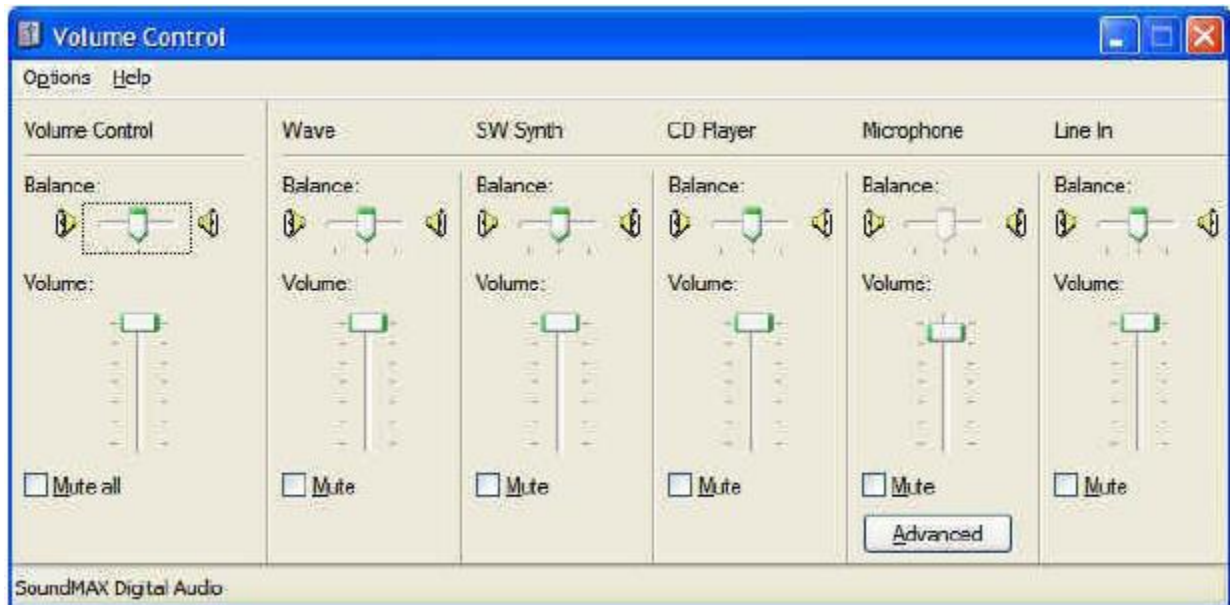 Volume Control
Options Help
Volume Control Wave SW Synth CD Player Microphone Line In
Balance: Balance: Balance: Balance: Balance: Balance:
Volume: Volume: Volume: Volume: Volume: Volume:
Mute all Mute Mute Mute Mute Mute
Advanced
SoundMAX Digital Audio